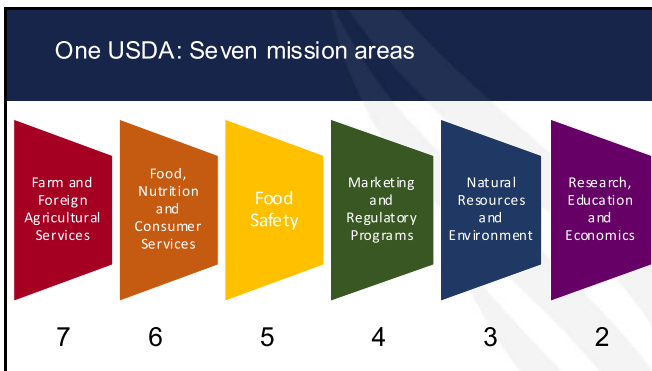 One USDA: Seven mission areas
Farm and
Foreign
Agricultural
Services
Food,
Nutrition
and
Consumer
Services
Food
Safety
Marketing
and
Regulatory
Programs
Natural
Resources
and
Environment
Research,
Education
and
Economics
7 6 5 4 3 2